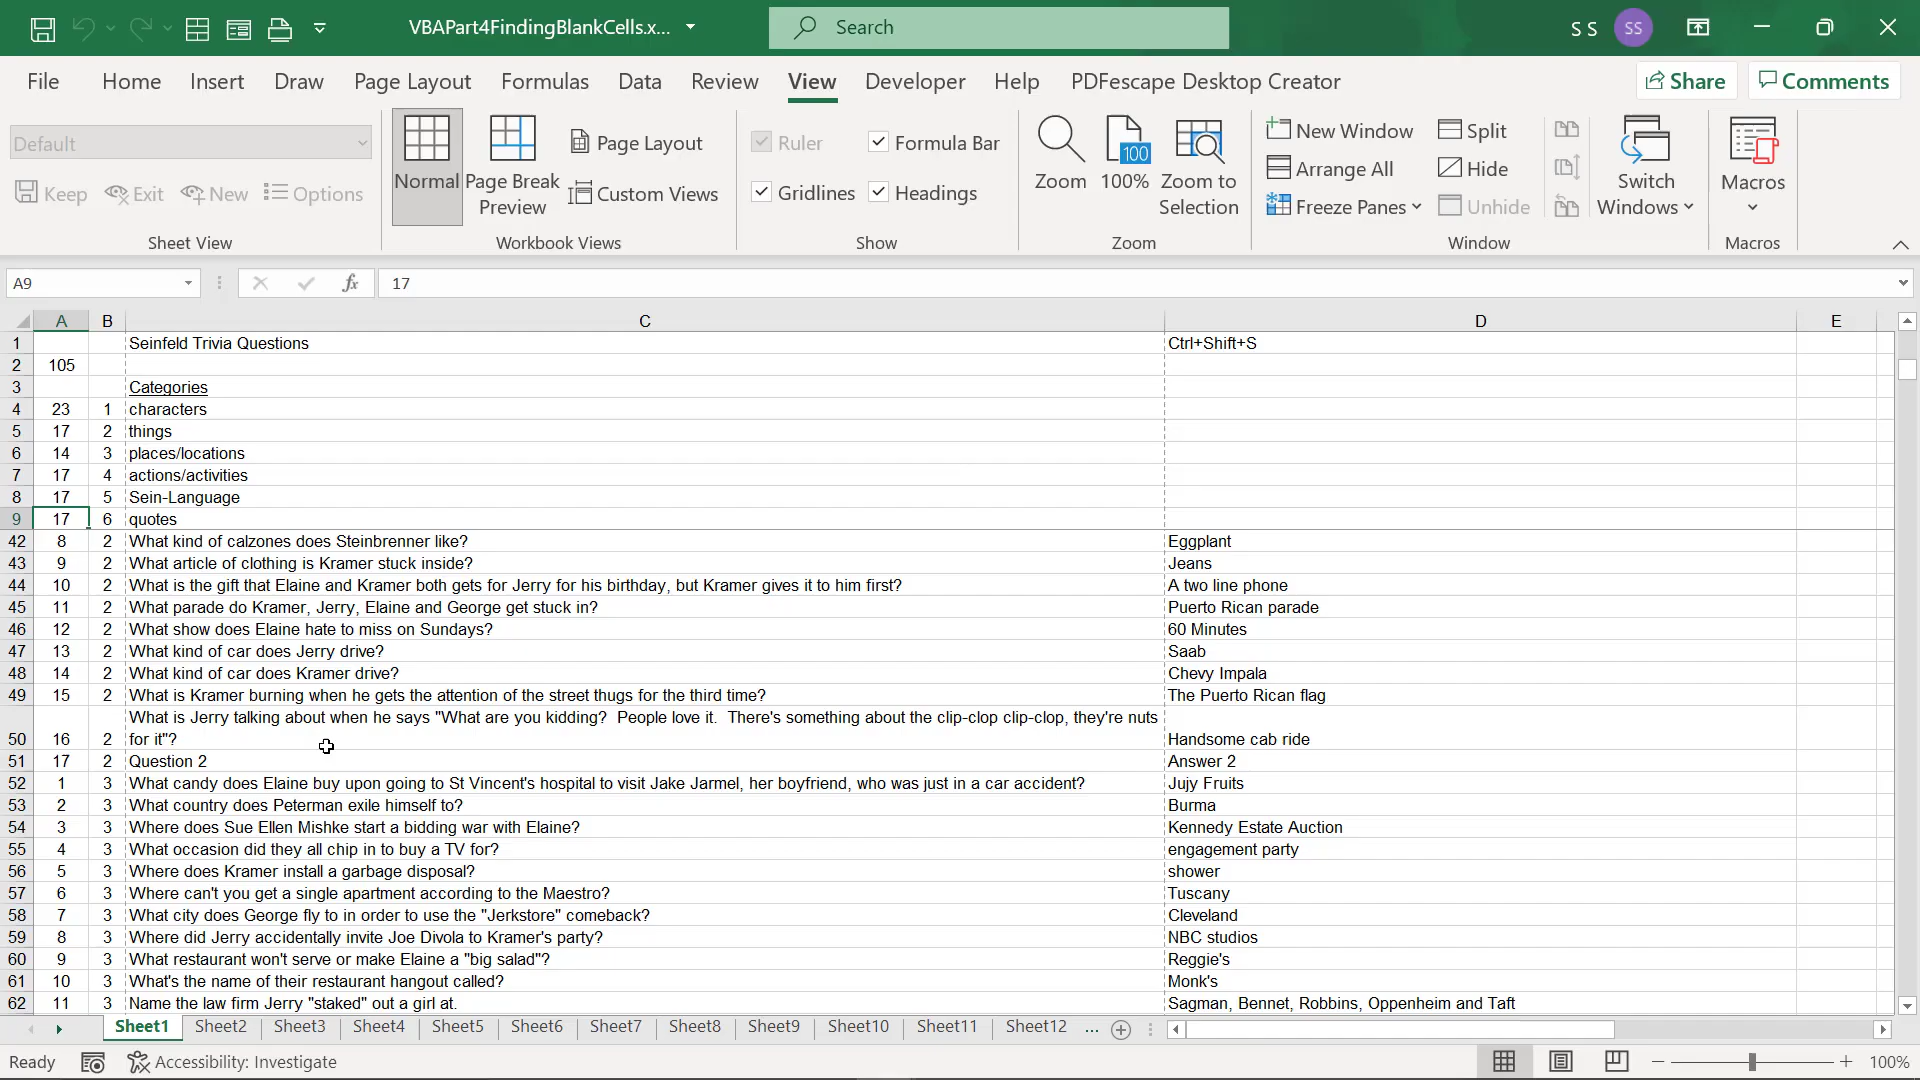 VBAPart4FindingBlankCells.x...
Search
S S
SS
File
Home
Insert
Draw
Page Layout
Formulas
Data
Review
View
Developer
Help
PDFescape Desktop Creator
Share
Comments
Default
Keep
Exit
New
Options
Sheet View
Normal
Page Break
Preview
Page Layout
Custom Views
Workbook Views
Ruler
Formula Bar
Gridlines
Headings
Show
Zoom
100
100%
Zoom to
Selection
Zoom
New Window
Arrange All
Freeze Panes
Split
Hide
Unhide
Switch
Windows
Window
Macros
Macros
A9
fx
17
A B C D E
1 Seinfeld Trivia Questions Ctrl+Shift+S
2 105
3 Categories
4 23 1 characters
5 17 2 things
6 14 3 places/locations
7 17 4 actions/activities
8 17 5 Sein-Language
9 17 6 quotes
42 8 2 What kind of calzones does Steinbrenner like? Eggplant
43 9 2 What article of clothing is Kramer stuck inside? Jeans
44 10 2 What is the gift that Elaine and Kramer both gets for Jerry for his birthday, but Kramer gives it to him first? A two line phone
45 11 2 What parade do Kramer, Jerry, Elaine and George get stuck in? Puerto Rican parade
46 12 2 What show does Elaine hate to miss on Sundays? 60 Minutes
47 13 2 What kind of car does Jerry drive? Saab
48 14 2 What kind of car does Kramer drive? Chevy Impala
49 15 2 What is Kramer burning when he gets the attention of the street thugs for the third time? The Puerto Rican flag
What is Jerry talking about when he says "What are you kidding? People love it. There's something about the clip-clop clip-clop, they're nuts
50 16 2 for it"? Handsome cab ride
51 17 2 Question 2 Answer 2
52 1 3 What candy does Elaine buy upon going to St Vincent's hospital to visit Jake Jarmel, her boyfriend, who was just in a car accident? Jujy Fruits
53 2 3 What country does Peterman exile himself to? Burma
54 3 3 Where does Sue Ellen Mishke start a bidding war with Elaine? Kennedy Estate Auction
55 4 3 What occasion did they all chip in to buy a TV for? engagement party
56 5 3 Where does Kramer install a garbage disposal? shower
57 6 3 Where can't you get a single apartment according to the Maestro? Tuscany
58 7 3 What city does George fly to in order to use the "Jerkstore" comeback? Cleveland
59 8 3 Where did Jerry accidentally invite Joe Divola to Kramer's party? NBC studios
60 9 3 What restaurant won't serve or make Elaine a "big salad"? Reggie's
61 10 3 What's the name of their restaurant hangout called? Monk's
62 11 3 Name the law firm Jerry "staked" out a girl at. Sagman, Bennet, Robbins, Oppenheim and Taft
Sheet1 Sheet2 Sheet3 Sheet4 Sheet5 Sheet6 Sheet7 Sheet8 Sheet9 Sheet10 Sheet11 Sheet12 ...
Ready
Accessibility: Investigate
100%